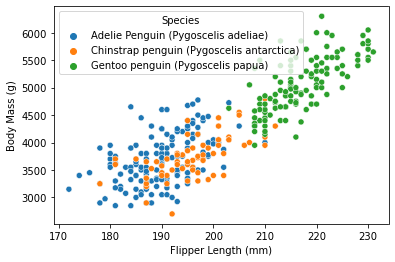 Species
Adelie Penguin (Pygoscelis adeliae)
Chinstrap penguin (Pygoscelis antarctica)
Gentoo penguin (Pygoscelis papua)
Body Mass (g)
6000
5500
5000
4500
4000
3500
3000
170 180 190 200 210 220 230
Flipper Length (mm)